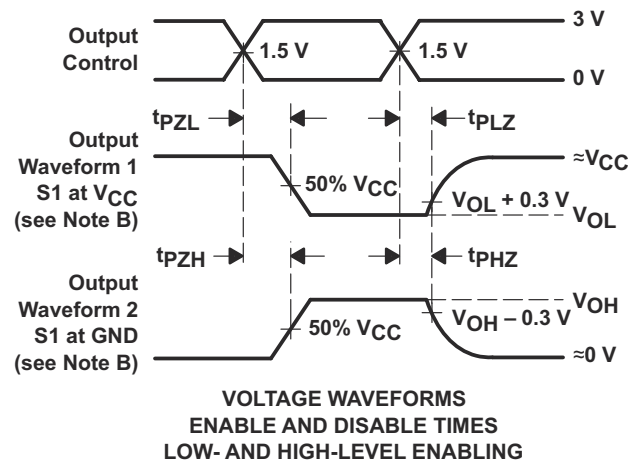 Output
Control
1.5 V
1.5 V
3 V
0 V
tPZL
tPLZ
Output
Waveform 1
S1 at VCC
(see Note B)
50% VCC
≈VCC
VOL + 0.3 V
VOL
tPZH
tPHZ
Output
Waveform 2
S1 at GND
(see Note B)
50% VCC
VOH
VOH – 0.3 V
≈0 V
VOLTAGE WAVEFORMS
ENABLE AND DISABLE TIMES
LOW- AND HIGH-LEVEL ENABLING